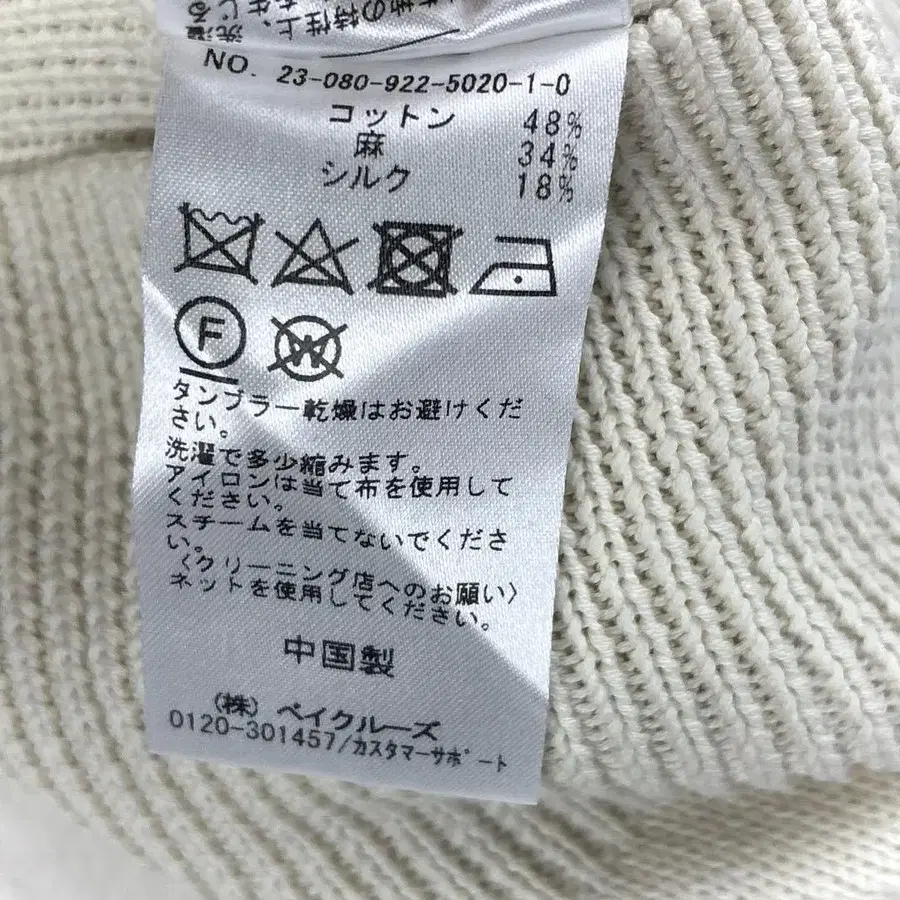 NO. 23-080-922-5020-1-0
コットン 48%
麻 34%
シルク 18%
F
W
タンブラー乾燥はお避けくだ
さい。
洗濯で多少縮みます。
アイロンは当て布を使用して
ください。
スチームを当てないでくださ
い。
〈クリーニング店へのお願い〉
ネットを使用してください。
中国製
(株) ベイクルーズ
0120-301457/カスタマーサポート